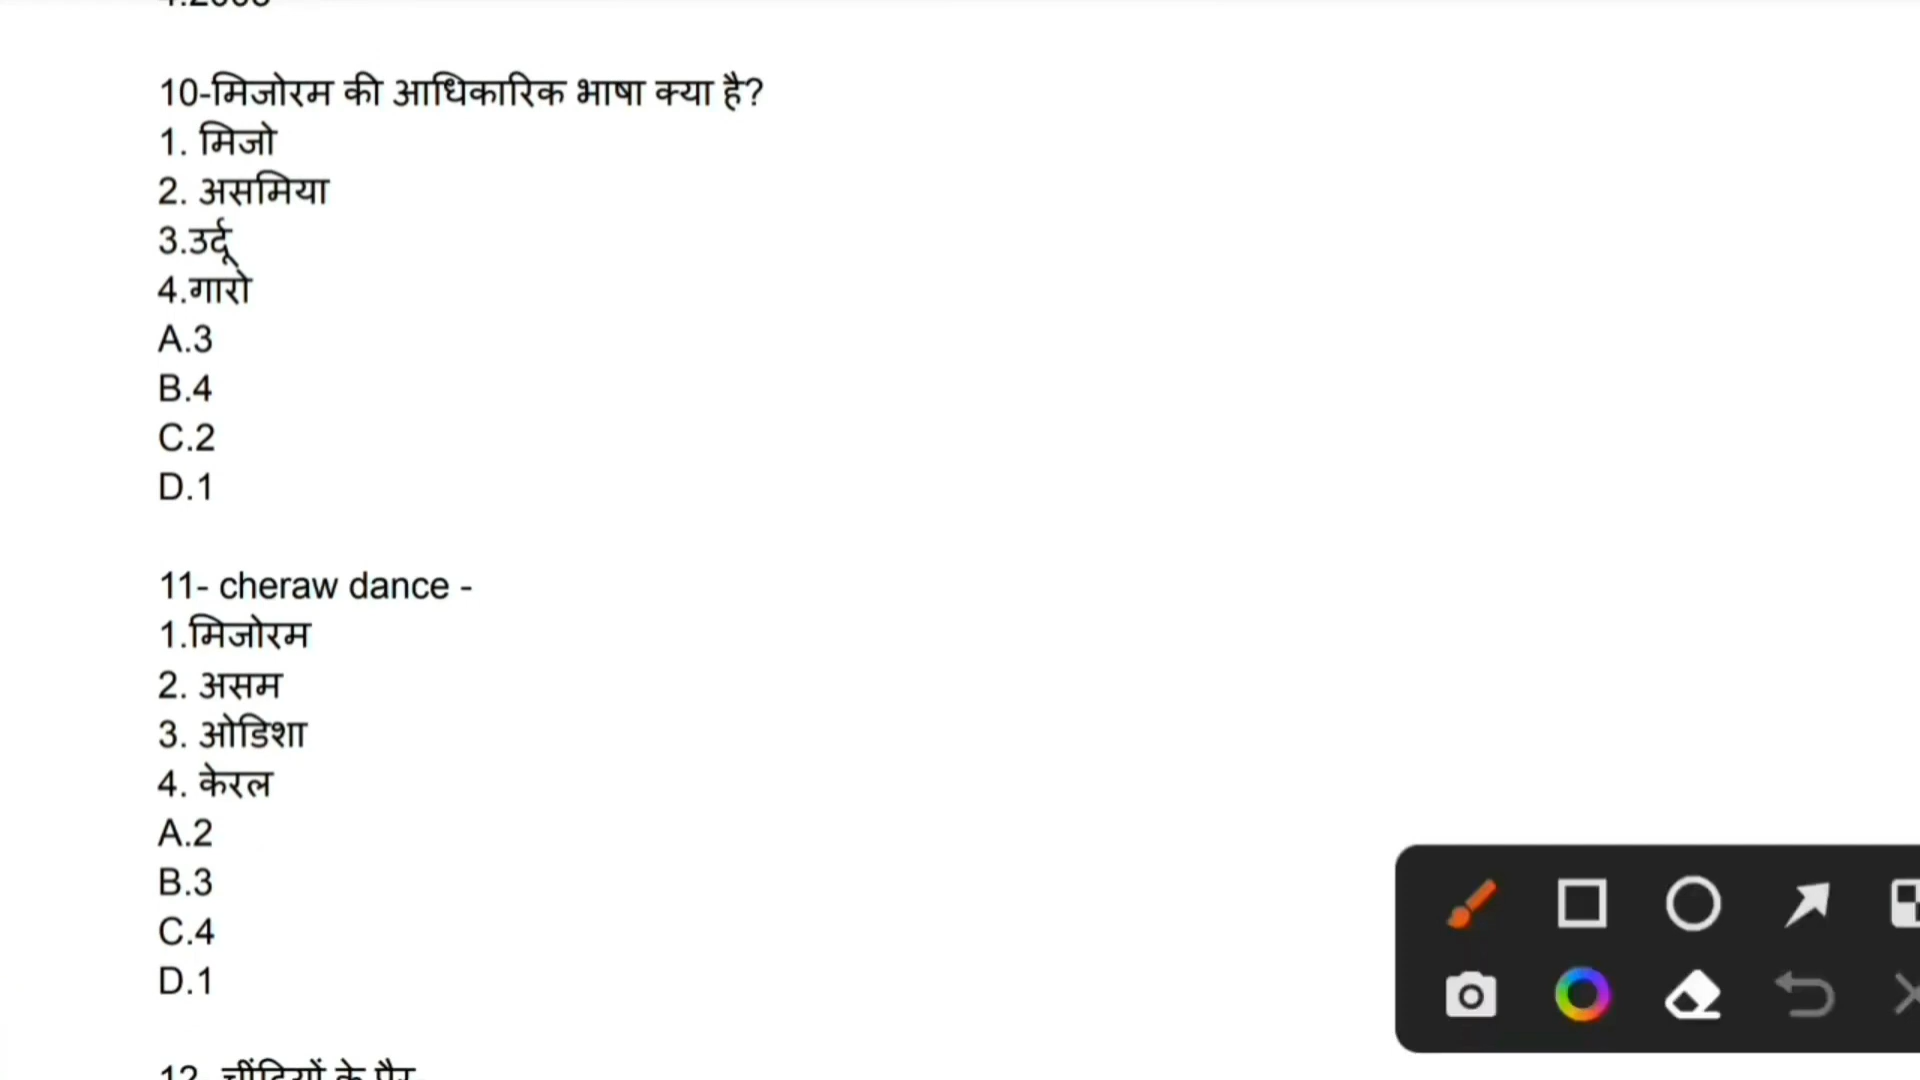 10-मिजोरम की आधिकारिक भाषा क्या है?
1. मिजो
2. असमिया
3.उर्दू
4.गारो
A.3
B.4
C.2
D.1
11- cheraw dance -
1.मिजोरम
2. असम
3. ओडिशा
4. केरल
A.2
B.3
C.4
D.1
12- चींटियों के पैर